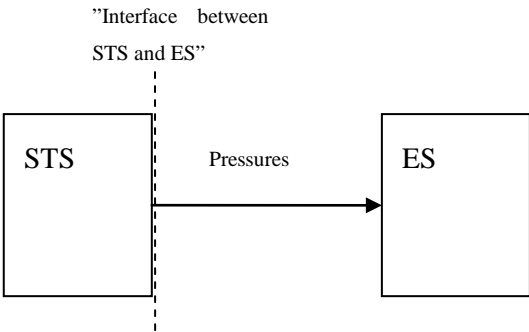 ”Interface between
STS and ES”
STS
Pressures
ES